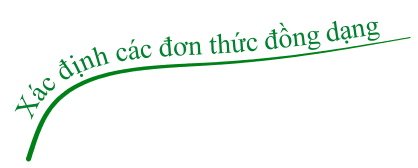 Xác định các đơn thức đồng dạng